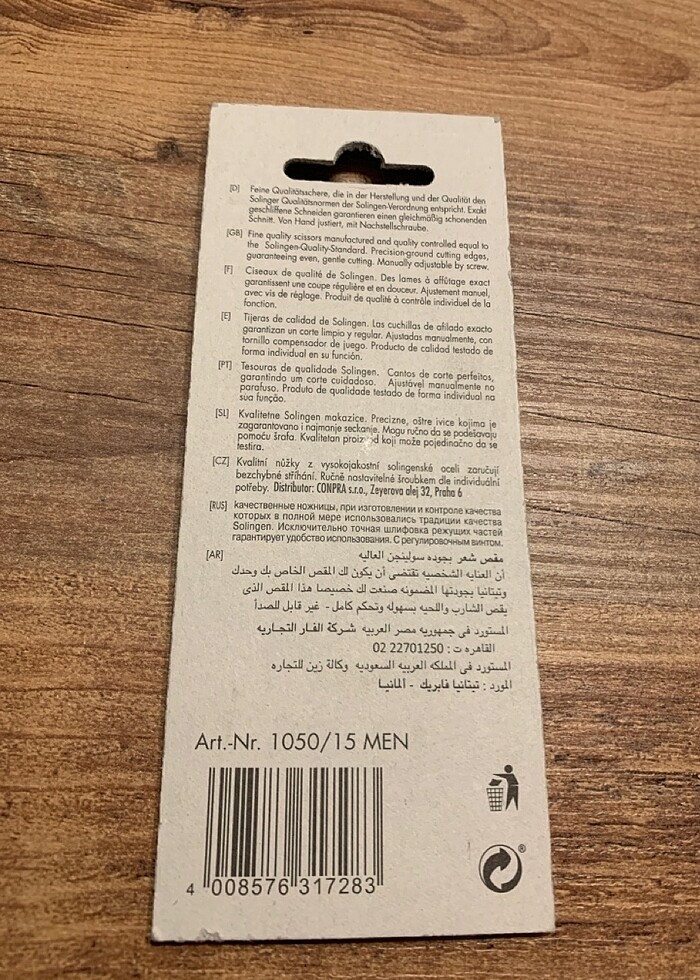 [D] Feine Qualitätsschere, die in der Herstellung und der Qualität den
Solinger Qualitätsnormen der Solingen-Verordnung entspricht. Exakt
geschliffene Schneiden garantieren einen gleichmäßig schonenden
Schnitt. Von Hand justiert, mit Nachstellschraube.
[GB] Fine quality scissors manufactured and quality controlled equal to
the Solingen-Quality-Standard. Precision-ground cutting edges,
guaranteeing even, gentle cutting. Manually adjustable by screw.
[F] Ciseaux de qualité de Solingen. Des lames à affûtage exact
garantissent une coupe régulière et en douceur. Ajustement manuel,
avec vis de réglage. Produit de qualité à contrôle individuel de la
fonction.
[E] Tijeras de calidad de Solingen. Las cuchillas de afilado exacto
garantizan un corte limpio y regular. Ajustadas manualmente, con
tornillo compensador de juego. Producto de calidad testado de
forma individual en su función.
[PT] Tesouras de qualidade Solingen. Cantos de corte perfeitos,
garantindo um corte cuidadoso. Ajustável manualmente no
parafuso. Produto de qualidade testado de forma individual na
sua função.
[SL] Kvalitetne Solingen makazice. Precizne, oštre ivice kojima je
zagarantovano i najmanje seckanje. Mogu ručno da se podešavaju
pomoću šrafa. Kvalitetan proizvod koji može pojedinačno da se
testira.
[CZ] Kvalitní nůžky z vysokojakostní solingenské oceli zaručují
bezchybné stříhání. Ručně nastavitelné šroubkem dle individuální
potřeby. Distributor: CONPRA s.r.o., Zeyerova alej 32, Praha 6
[RUS] качественные ножницы, при изготовлении и контроле качества
которых в полной мере использовались традиции качества
Solingen. Исключительно точная шлифовка режущих частей
гарантирует удобство использования. С регулировочным винтом.
[AR] مقص شعر بجوده سولينجن العاليه
أن العنايه الشخصيه تقتضى أن يكون لك المقص الخاص بك وحدك
وتيتانيا بجودتها المضمونه صنعت لك خصيصا هذا المقص الذى
يقص الشارب واللحيه بسهوله وتحكم كامل - غير قابل للصدأ
المستورد فى جمهوريه مصر العربيه شركة الفار التجاريه
القاهره ت : 02 22701250
المستورد فى الملكه العربيه السعوديه وكالة زين للتجاره
المورد : تيتانيا فابريك - المانيا
Art.-Nr. 1050/15 MEN
4 008576 317283
®